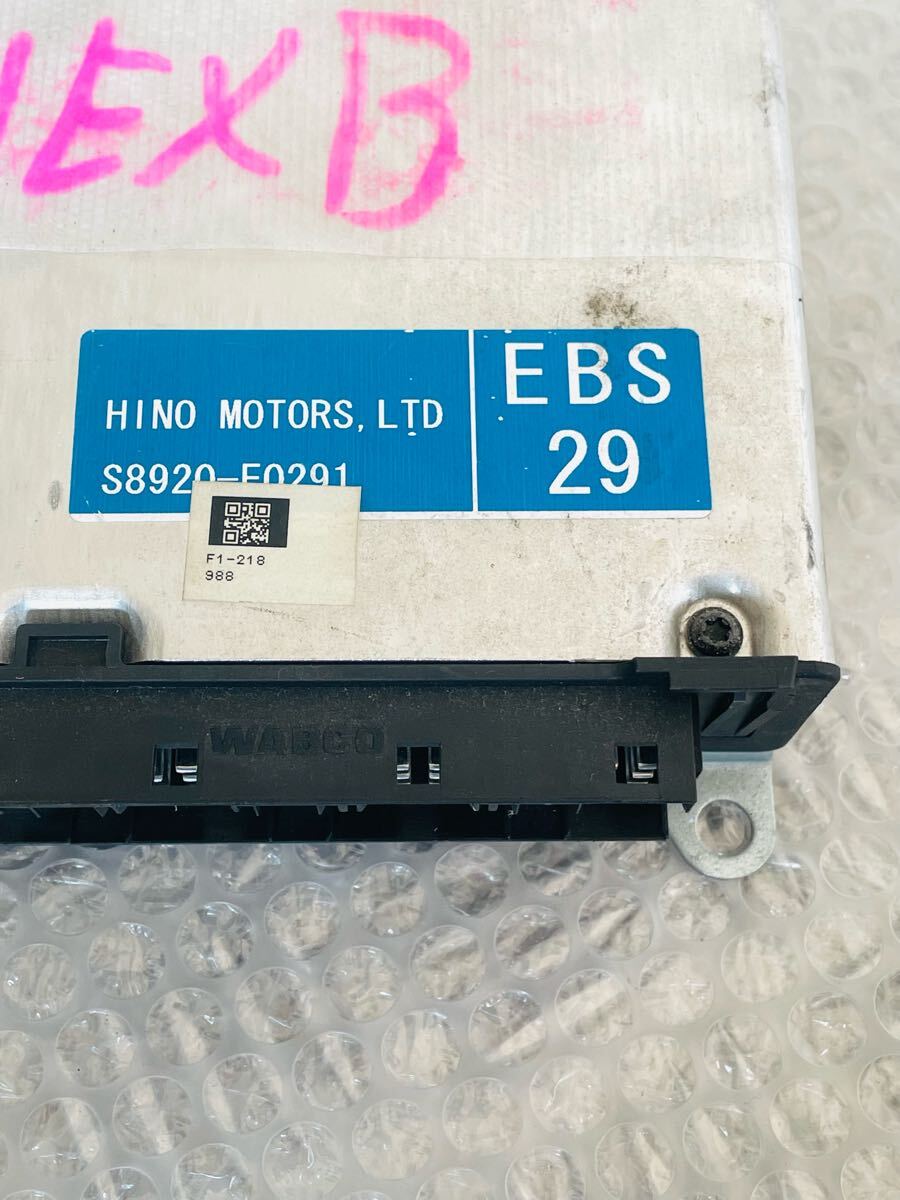 EXB
HINO MOTORS, LTD
S8920-E0291
EBS
29
F1-218
988
WABCO